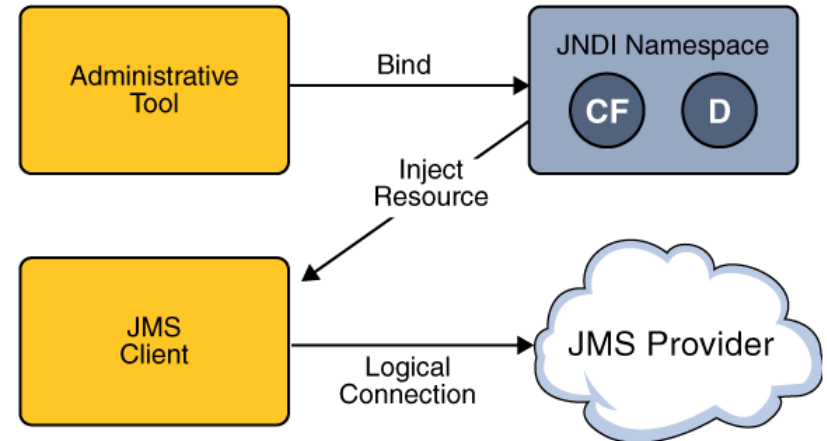 Administrative
Tool
Bind
JNDI Namespace
CF
D
Inject
Resource
JMS
Client
Logical
Connection
JMS Provider